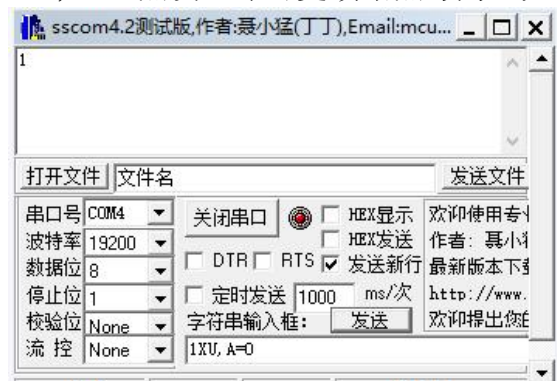 sscom4.2测试版,作者:聂小猛(丁丁),Email:mcu...
1
打开文件 文件名 发送文件
串口号 COM4 关闭串口 HEX显示 欢迎使用专
波特率 19200 HEX发送 作者: 聂小
数据位 8 DTR RTS 发送新行 最新版本下
停止位 1 定时发送 1000 ms/次 http://www.
校验位 None 字符串输入框: 发送 欢迎提出您
流 控 None 1XU,A=0